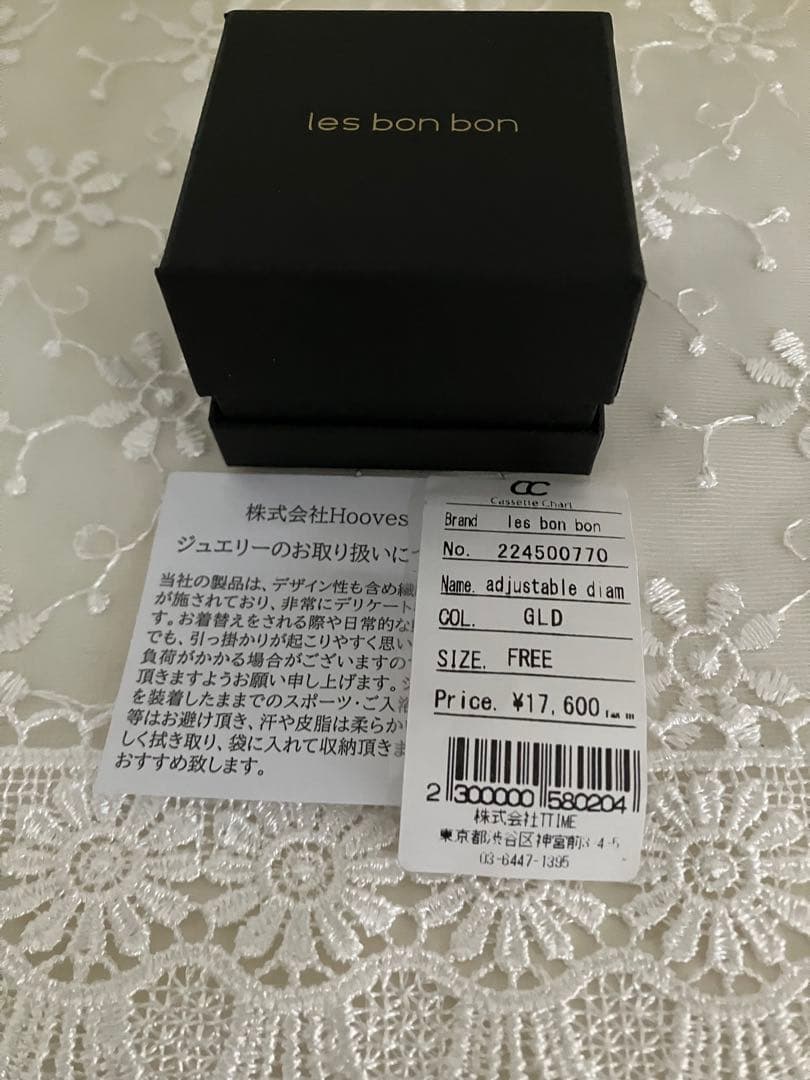 les bon bon
株式会社Hooves
ジュエリーのお取り扱いにつ
当社の製品は、デザイン性も含め繊
が施されており、非常にデリケート
す。お着替えをされる際や日常的な
でも、引っ掛かりが起こりやすく思い
負荷がかかる場合がございますので
頂きますようお願い申し上げます。
を装着したままでのスポーツ・ご入浴
等はお避け頂き、汗や皮脂は柔らか
しく拭き取り、袋に入れて収納頂きま
おすすめ致します。
CC
Cassette Chart
Brand les bon bon
No. 224500770
Name. adjustable diam
COL. GLD
SIZE. FREE
Price. ¥17,600
2 300000 580204
株式会社TTIME
東京都渋谷区神宮前3-4-5
03-6447-1395